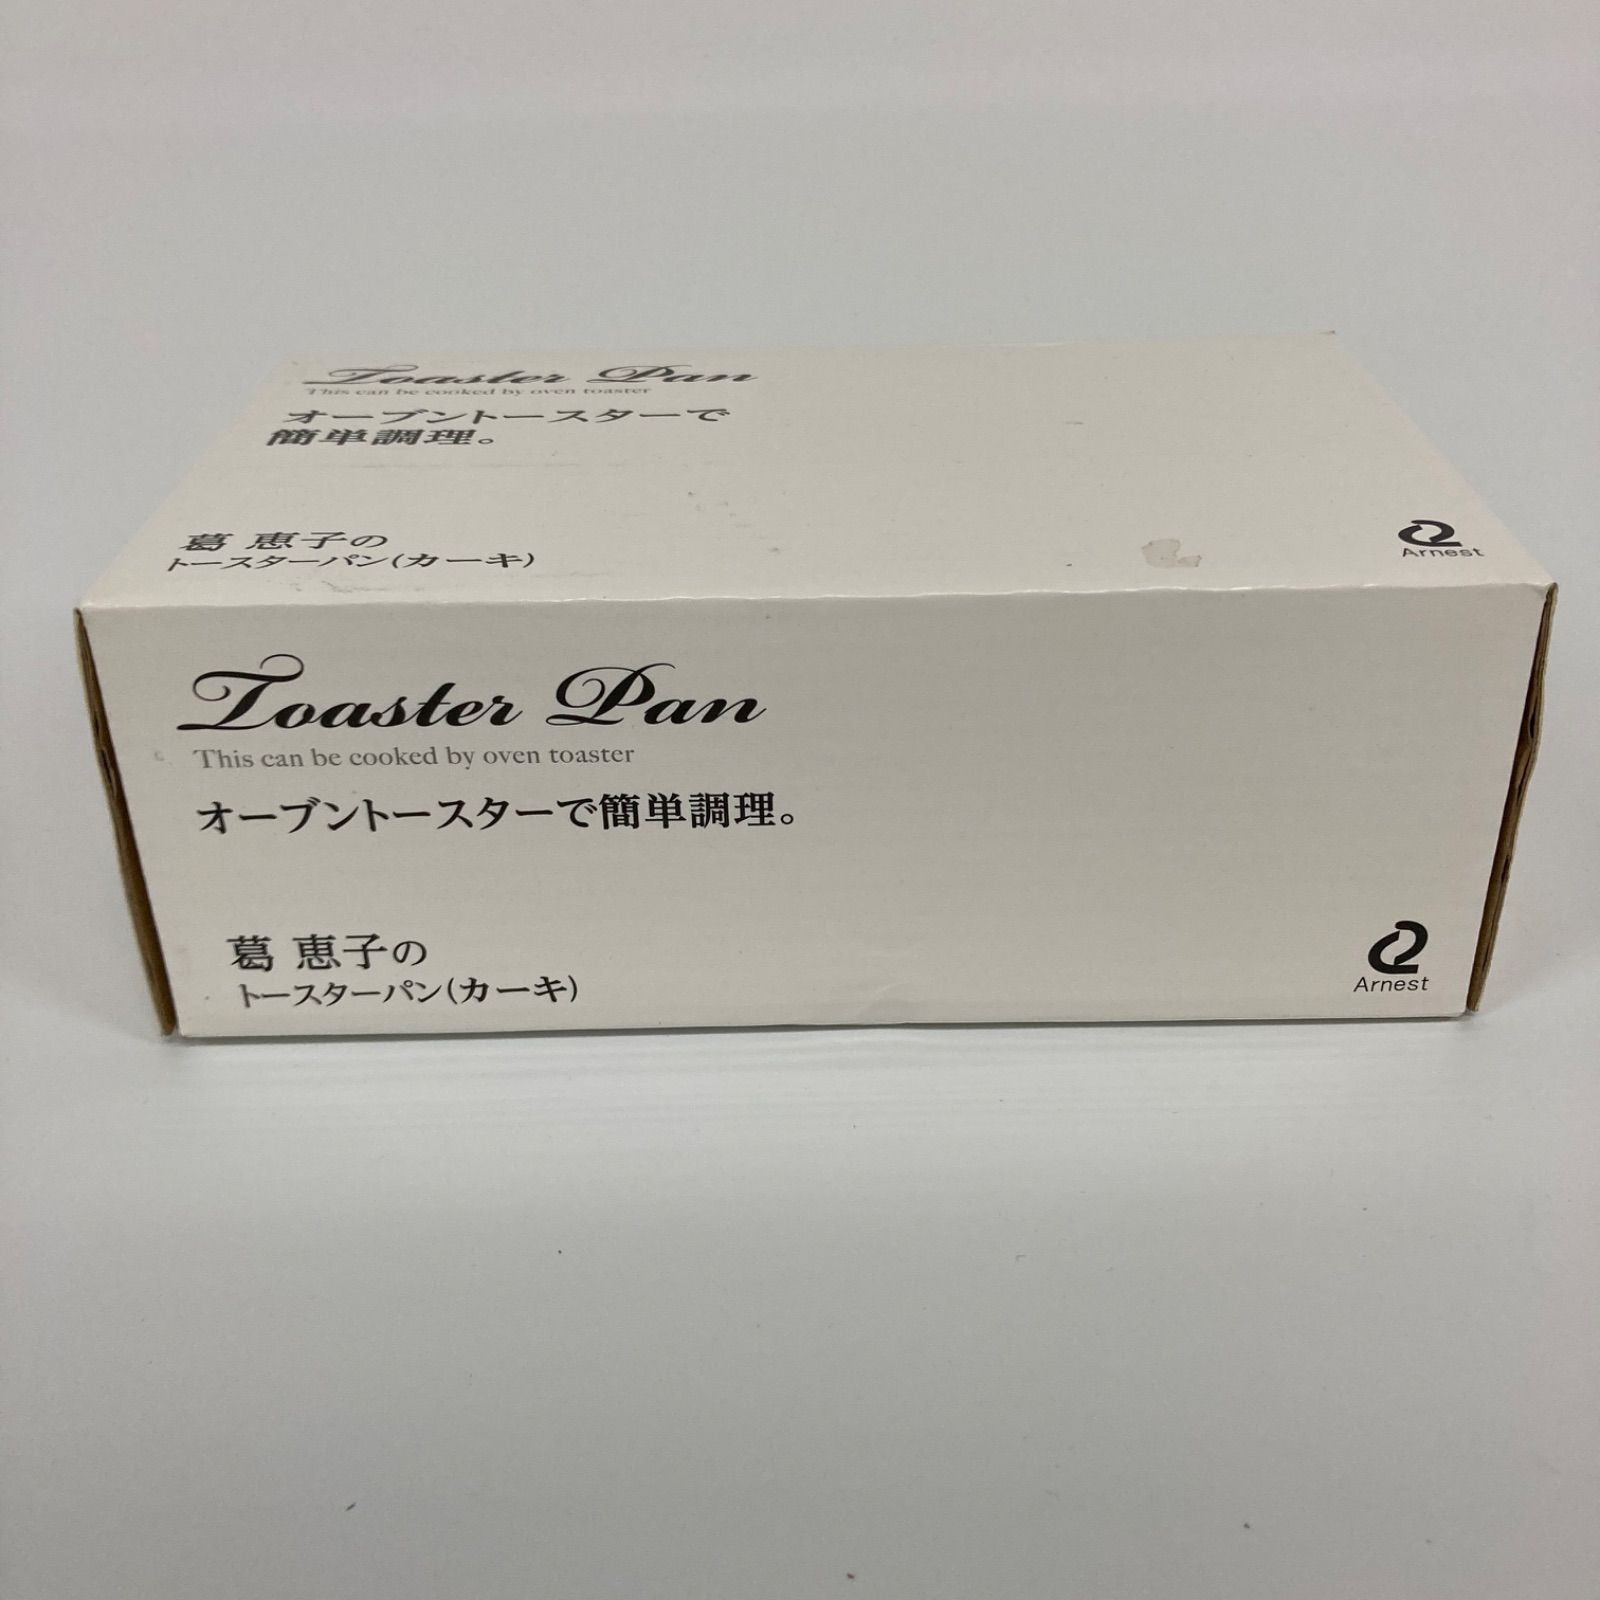 Toaster Pan
This can be cooked by oven toaster
オーブントースターで
簡単調理。
葛 恵子の
トースターパン(カーキ)
Arnest
Toaster Pan
This can be cooked by oven toaster
オーブントースターで簡単調理。
葛 恵子の
トースターパン(カーキ)
Arnest